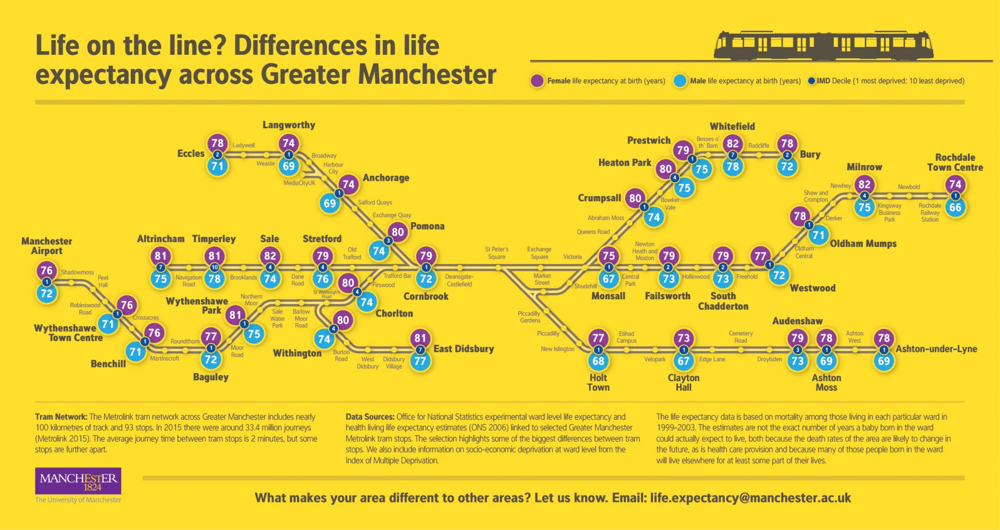 Life on the line? Differences in life
expectancy across Greater Manchester
Female life expectancy at birth (years)
Male life expectancy at birth (years)
IMD Decile (1 most deprived; 10 least deprived)
Eccles
78
2
71
Ladywell
Weaste
Langworthy
74
1
69
Broadway
Harbour
City
MediaCityUK
Anchorage
74
1
69
Salford Quays
Exchange Quay
Pomona
80
3
74
Altrincham
81
7
75
Navigation
Road
Timperley
81
10
78
Brooklands
Sale
82
4
74
Dane
Road
Stretford
79
4
76
Old
Trafford
Trafford Bar
79
1
72
Cornbrook
Deansgate-
Castlefield
St Peter's
Square
Exchange
Square
Victoria
Market
Street
Shudehill
Manchester
Airport
76
1
72
Shadowmoss
Peel
Hall
Robinswood
Road
76
1
71
Wythenshawe
Town Centre
Crossacres
76
1
71
Benchill
Martinscroft
Roundthorn
77
1
72
Baguley
Moor
Road
Wythenshawe
Park
81
1
75
Northern
Moor
Sale
Water
Park
Barlow
Moor
Road
St Werburgh's
Road
80
4
74
Chorlton
Firswood
80
4
74
Withington
Burton
Road
West
Didsbury
Didsbury
Village
81
7
77
East Didsbury
Queens Road
Abraham Moss
Crumpsall
80
1
74
Bowker
Vale
Heaton Park
80
4
75
Prestwich
79
1
75
Besses o'
th' Barn
Whitefield
82
7
78
Radcliffe
78
2
72
Bury
75
1
67
Monsall
Central
Park
Newton
Heath and
Moston
79
2
73
Failsworth
Hollinwood
79
2
73
South
Chadderton
Freehold
77
1
72
Westwood
Oldham
Central
78
1
71
Oldham Mumps
Derker
Shaw and
Crompton
Newhey
Milnrow
82
4
75
Kingsway
Business
Park
Newbold
Rochdale
Railway
Station
Rochdale
Town Centre
74
1
66
Piccadilly
Gardens
Piccadilly
New Islington
77
1
68
Holt
Town
Etihad
Campus
Velopark
73
1
67
Clayton
Hall
Edge Lane
Cemetery
Road
Droylsden
Audenshaw
79
3
73
78
1
69
Ashton
Moss
Ashton
West
78
1
69
Ashton-under-Lyne
Tram Network: The Metrolink tram network across Greater Manchester includes nearly
100 kilometres of track and 93 stops. In 2015 there were around 33.4 million journeys
(Metrolink 2015). The average journey time between tram stops is 2 minutes, but some
stops are further apart.
Data Sources: Office for National Statistics experimental ward level life expectancy and
health living life expectancy estimates (ONS 2006) linked to selected Greater Manchester
Metrolink tram stops. The selection highlights some of the biggest differences between tram
stops. We also include information on socio-economic deprivation at ward level from the
Index of Multiple Deprivation.
The life expectancy data is based on mortality among those living in each particular ward in
1999-2003. The estimates are not the exact number of years a baby born in the ward
could actually expect to live, both because the death rates of the area are likely to change in
the future, as is health care provision and because many of those people born in the ward
will live elsewhere for at least some part of their lives.
MANCHESTER
1824
The University of Manchester
What makes your area different to other areas? Let us know. Email: life.expectancy@manchester.ac.uk